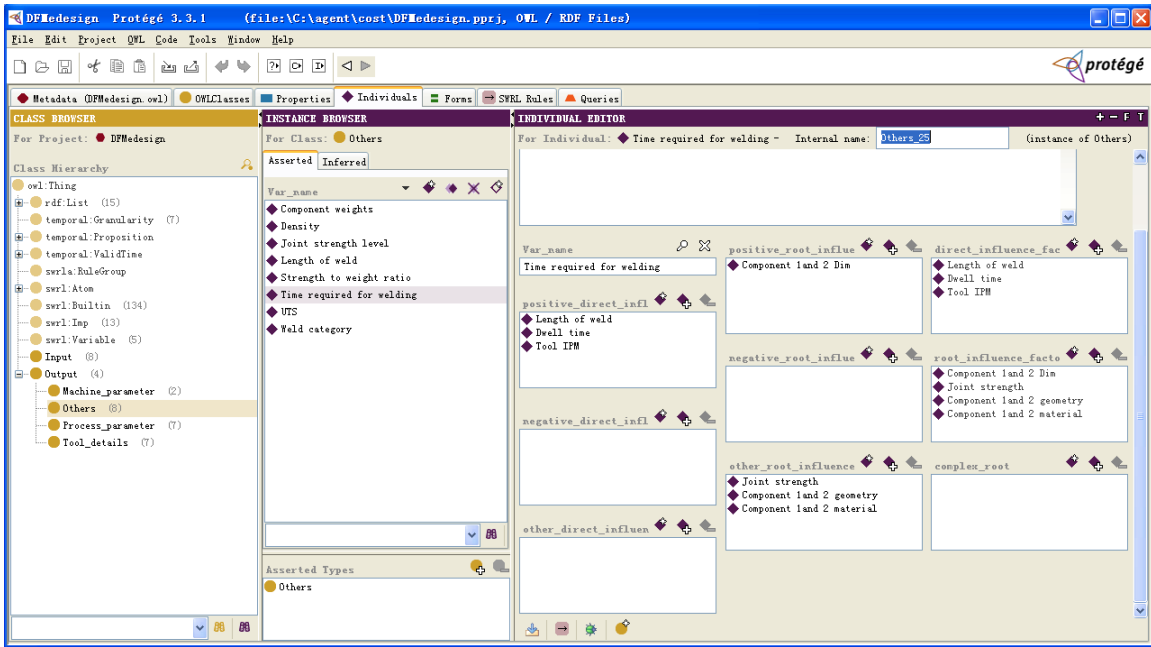 DFMedesign Protégé 3.3.1 (file:\C:\agent\cost\DFMedesign.pprj, OWL / RDF Files)
File Edit Project OWL Code Tools Window Help
protégé
Metadata (DFMedesign.owl) OWLClasses Properties Individuals Forms SWRL Rules Queries
CLASS BROWSER
For Project: DFMedesign
Class Hierarchy
owl:Thing
rdf:List (15)
temporal:Granularity (7)
temporal:Proposition
temporal:ValidTime
swrla:RuleGroup
swrl:Atom
swrl:Builtin (134)
swrl:Imp (13)
swrl:Variable (5)
Input (8)
Output (4)
Machine_parameter (2)
Others (8)
Process_parameter (7)
Tool_details (7)
INSTANCE BROWSER
For Class: Others
Asserted Inferred
Var_name
Component weights
Density
Joint strength level
Length of weld
Strength to weight ratio
Time required for welding
UTS
Weld category
Asserted Types
Others
INDIVIDUAL EDITOR + - F T
For Individual: Time required for welding - Internal name: Others_25 (instance of Others)
Var_name
Time required for welding
positive_direct_infl
Length of weld
Dwell time
Tool IPM
negative_direct_infl
other_direct_influen
positive_root_influe
Component 1and 2 Dim
negative_root_influe
other_root_influence
Joint strength
Component 1and 2 geometry
Component 1and 2 material
direct_influence_fac
Length of weld
Dwell time
Tool IPM
root_influence_facto
Component 1and 2 Dim
Joint strength
Component 1and 2 geometry
Component 1and 2 material
complex_root